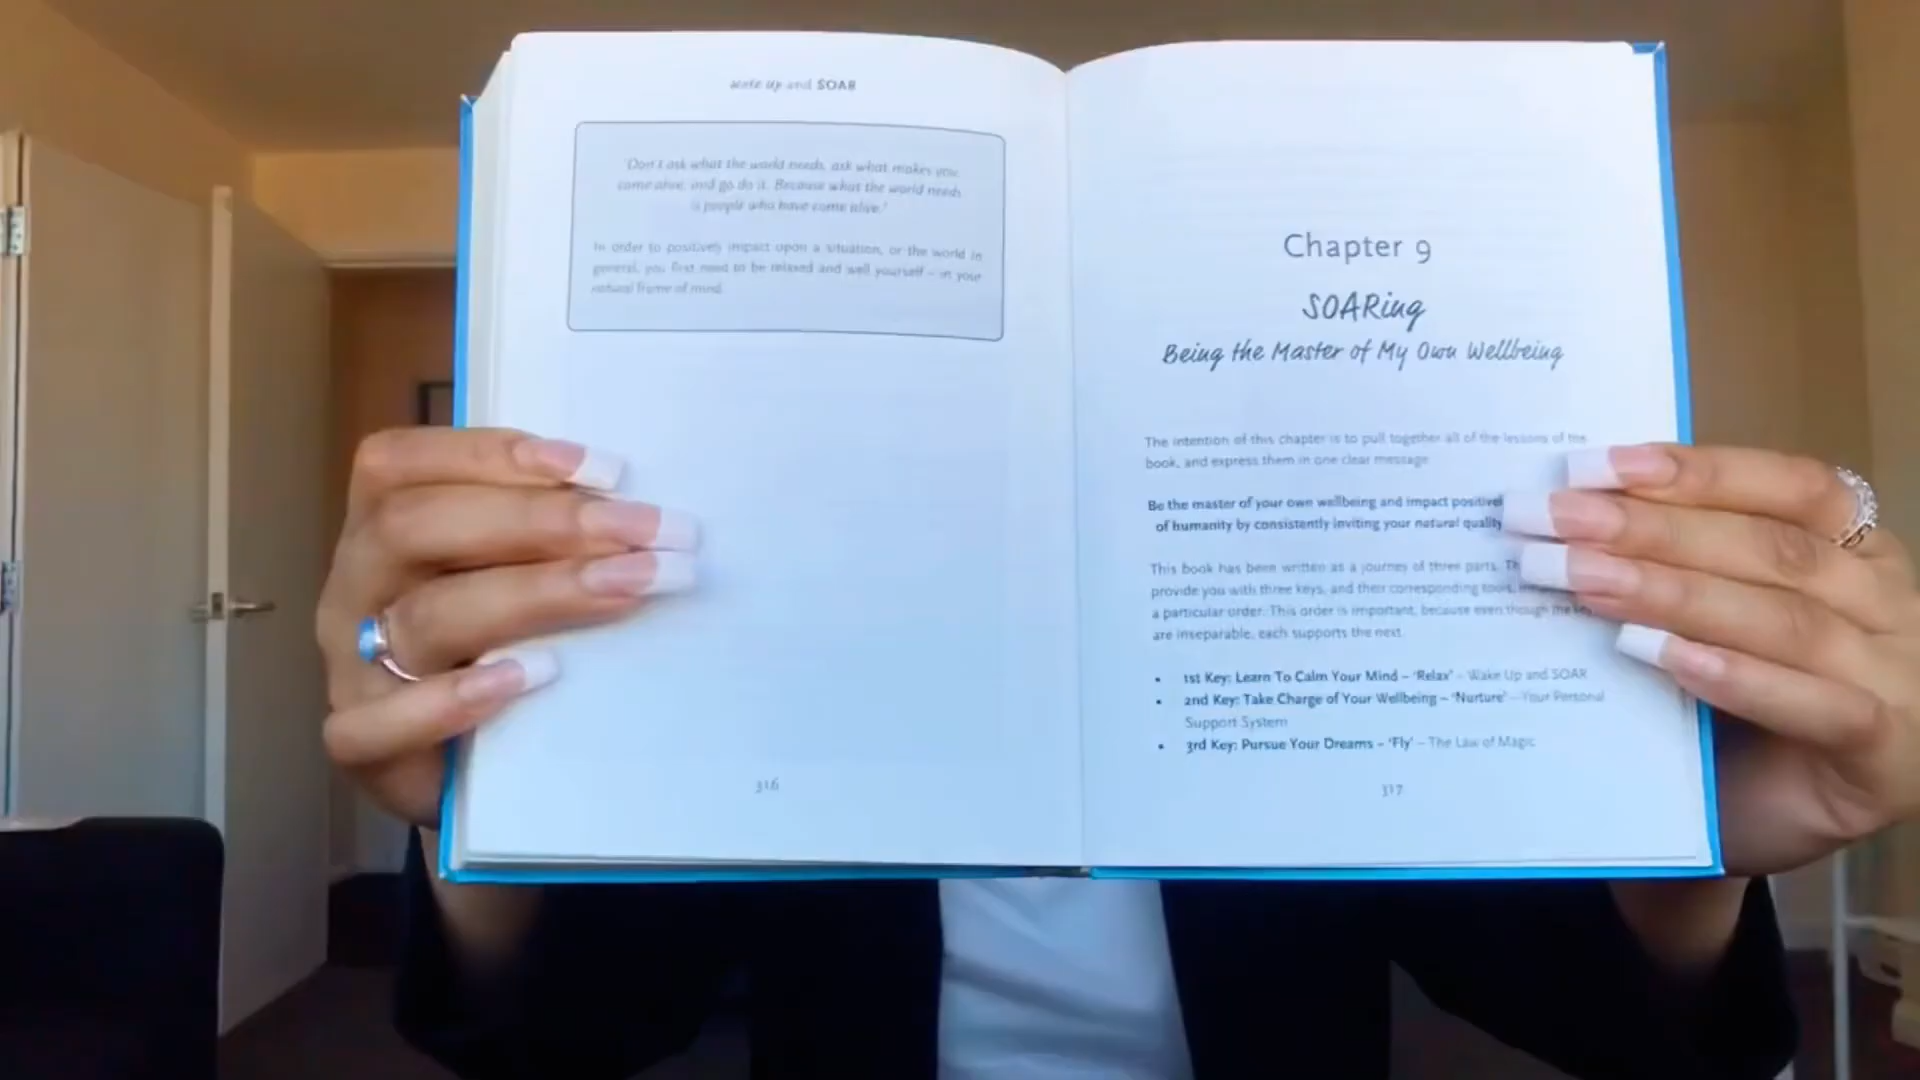 Wake Up and SOAR
'Don't ask what the world needs, ask what makes you
come alive, and go do it. Because what the world needs
is people who have come alive.'
In order to positively impact upon a situation, or the world in
general, you first need to be relaxed and well yourself – in your
natural frame of mind.
316
Chapter 9
SOARing
Being the Master of My Own Wellbeing
The intention of this chapter is to pull together all of the lessons of the
book, and express them in one clear message
Be the master of your own wellbeing and impact
of humanity by consistently inviting your natural quality
This book has been written as a journey of three parts.
provide you with three keys, and their corresponding tools,
a particular order. This order is important, because even though the
are inseparable, each supports the next.
• 1st Key: Learn To Calm Your Mind – 'Relax' – Wake Up and SOAR
• 2nd Key: Take Charge of Your Wellbeing – 'Nurture' – Your Personal
Support System
• 3rd Key: Pursue Your Dreams – 'Fly' – The Law of Magic
317